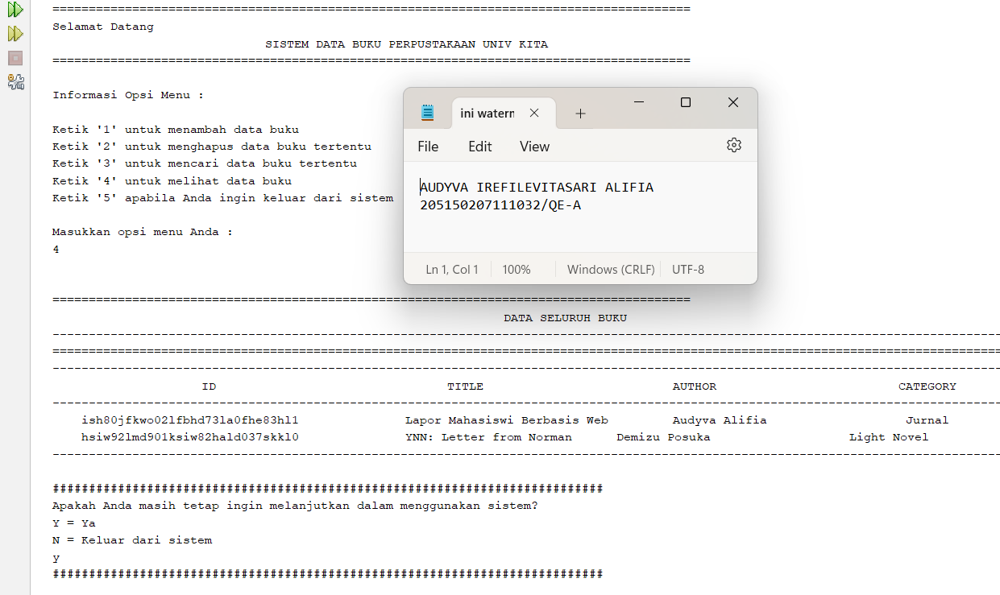 ================================================================================
Selamat Datang
SISTEM DATA BUKU PERPUSTAKAAN UNIV KITA
================================================================================
Informasi Opsi Menu :
Ketik '1' untuk menambah data buku
Ketik '2' untuk menghapus data buku tertentu
Ketik '3' untuk mencari data buku tertentu
Ketik '4' untuk melihat data buku
Ketik '5' apabila Anda ingin keluar dari sistem
Masukkan opsi menu Anda :
4
ini watern
File Edit View
AUDYVA IREFILEVITASARI ALIFIA
205150207111032/QE-A
Ln 1, Col 1 100% Windows (CRLF) UTF-8
================================================================================
DATA SELURUH BUKU
ID TITLE AUTHOR CATEGORY
ish80jfkwo02lfbhd73la0fhe83hl1 Lapor Mahasiswi Berbasis Web Audyva Alifia Jurnal
hsiw92lmd901ksiw82hald037skkl0 YNN: Letter from Norman Demizu Posuka Light Novel
############################################################################
Apakah Anda masih tetap ingin melanjutkan dalam menggunakan sistem?
Y = Ya
N = Keluar dari sistem
y
############################################################################